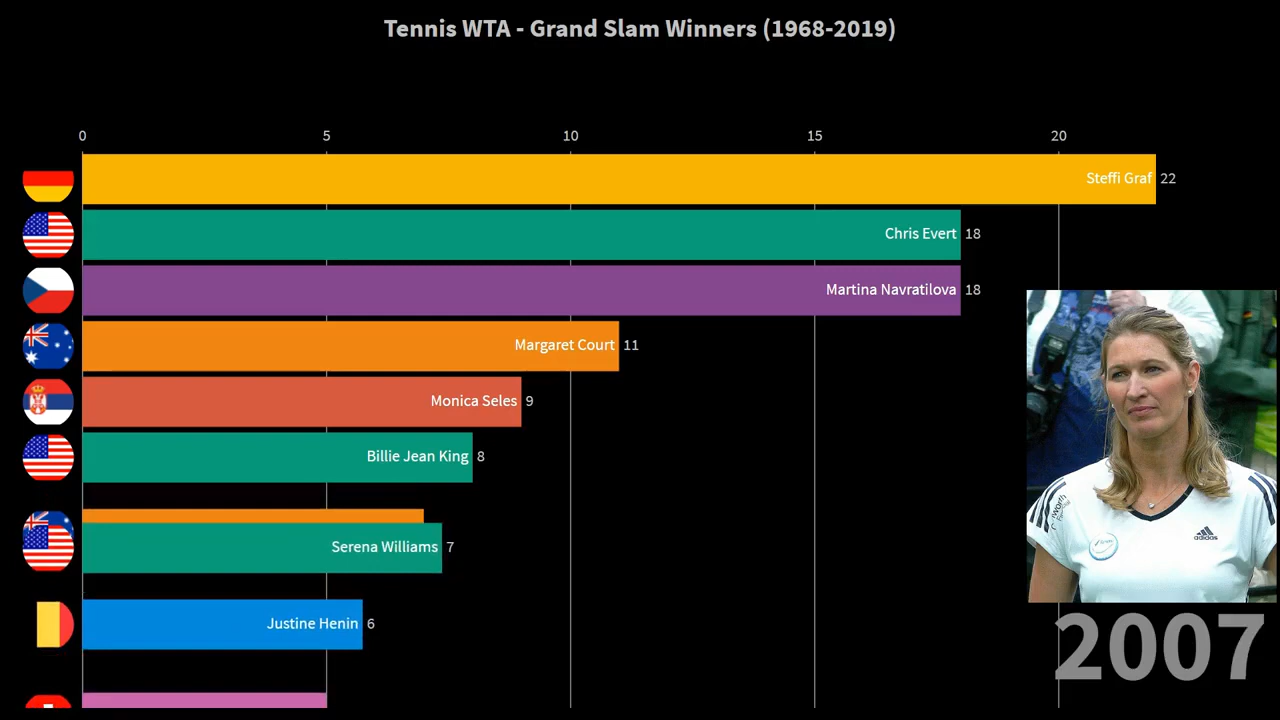 Tennis WTA - Grand Slam Winners (1968-2019)
0 5 10 15 20
Steffi Graf 22
Chris Evert 18
Martina Navratilova 18
Margaret Court 11
Monica Seles 9
Billie Jean King 8
Serena Williams 7
Justine Henin 6
adidas
2007